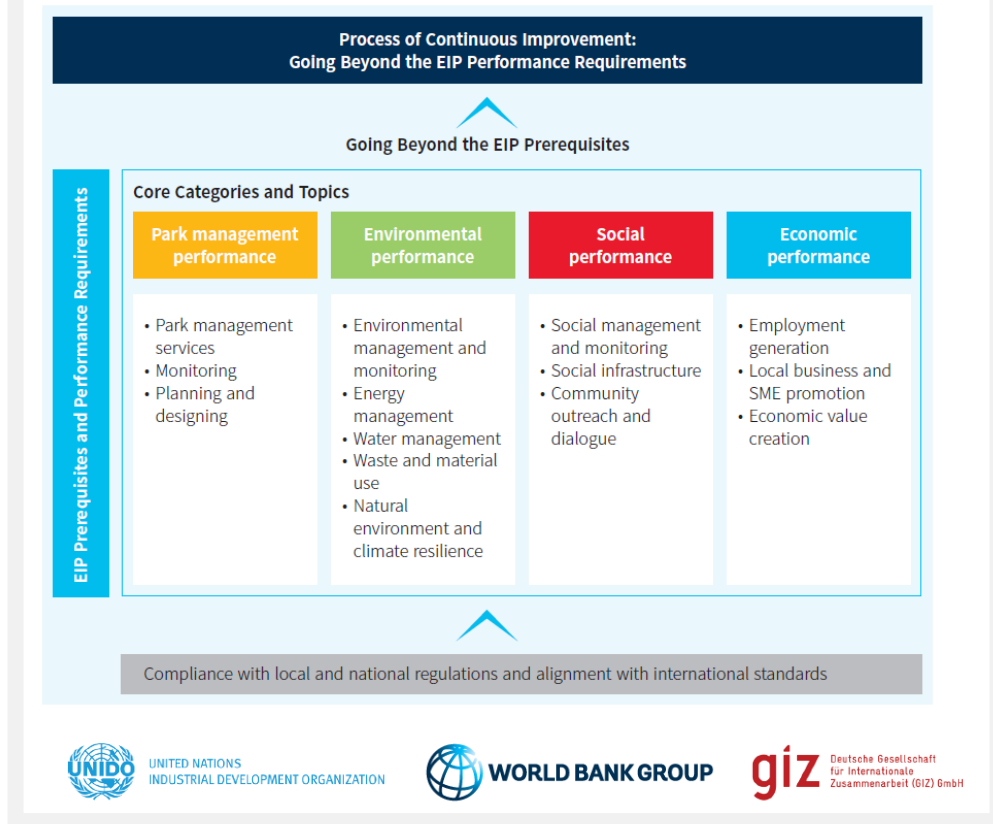 Process of Continuous Improvement:
Going Beyond the EIP Performance Requirements
Going Beyond the EIP Prerequisites
EIP Prerequisites and Performance Requirements
Core Categories and Topics
Park management
performance
• Park management
services
• Monitoring
• Planning and
designing
Environmental
performance
• Environmental
management and
monitoring
• Energy
management
• Water management
• Waste and material
use
• Natural
environment and
climate resilience
Social
performance
• Social management
and monitoring
• Social infrastructure
• Community
outreach and
dialogue
Economic
performance
• Employment
generation
• Local business and
SME promotion
• Economic value
creation
Compliance with local and national regulations and alignment with international standards
UNIDO
UNITED NATIONS
INDUSTRIAL DEVELOPMENT ORGANIZATION
WORLD BANK GROUP
giz
Deutsche Gesellschaft
für Internationale
Zusammenarbeit (GIZ) GmbH